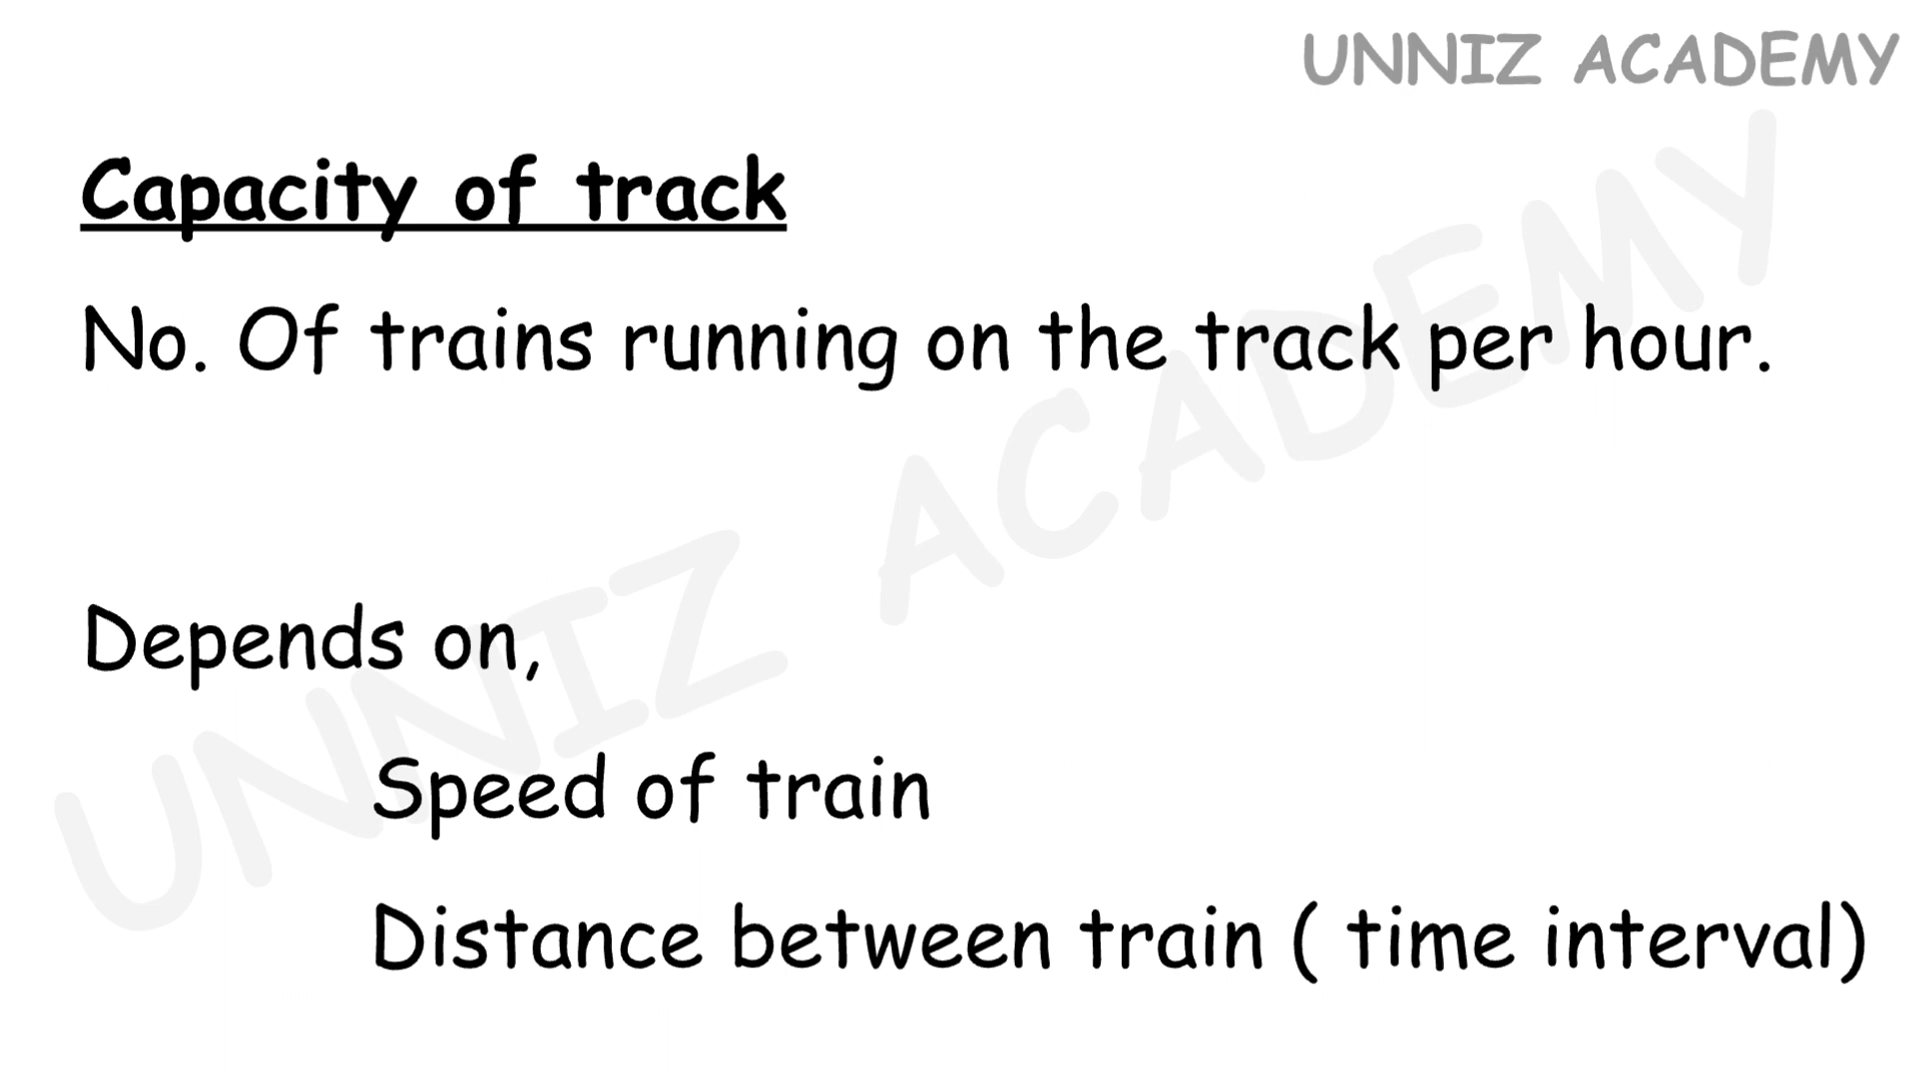 UNNIZ ACADEMY
Capacity of track
No. Of trains running on the track per hour.
Depends on,
Speed of train
Distance between train ( time interval)
UNNIZ ACADEMY